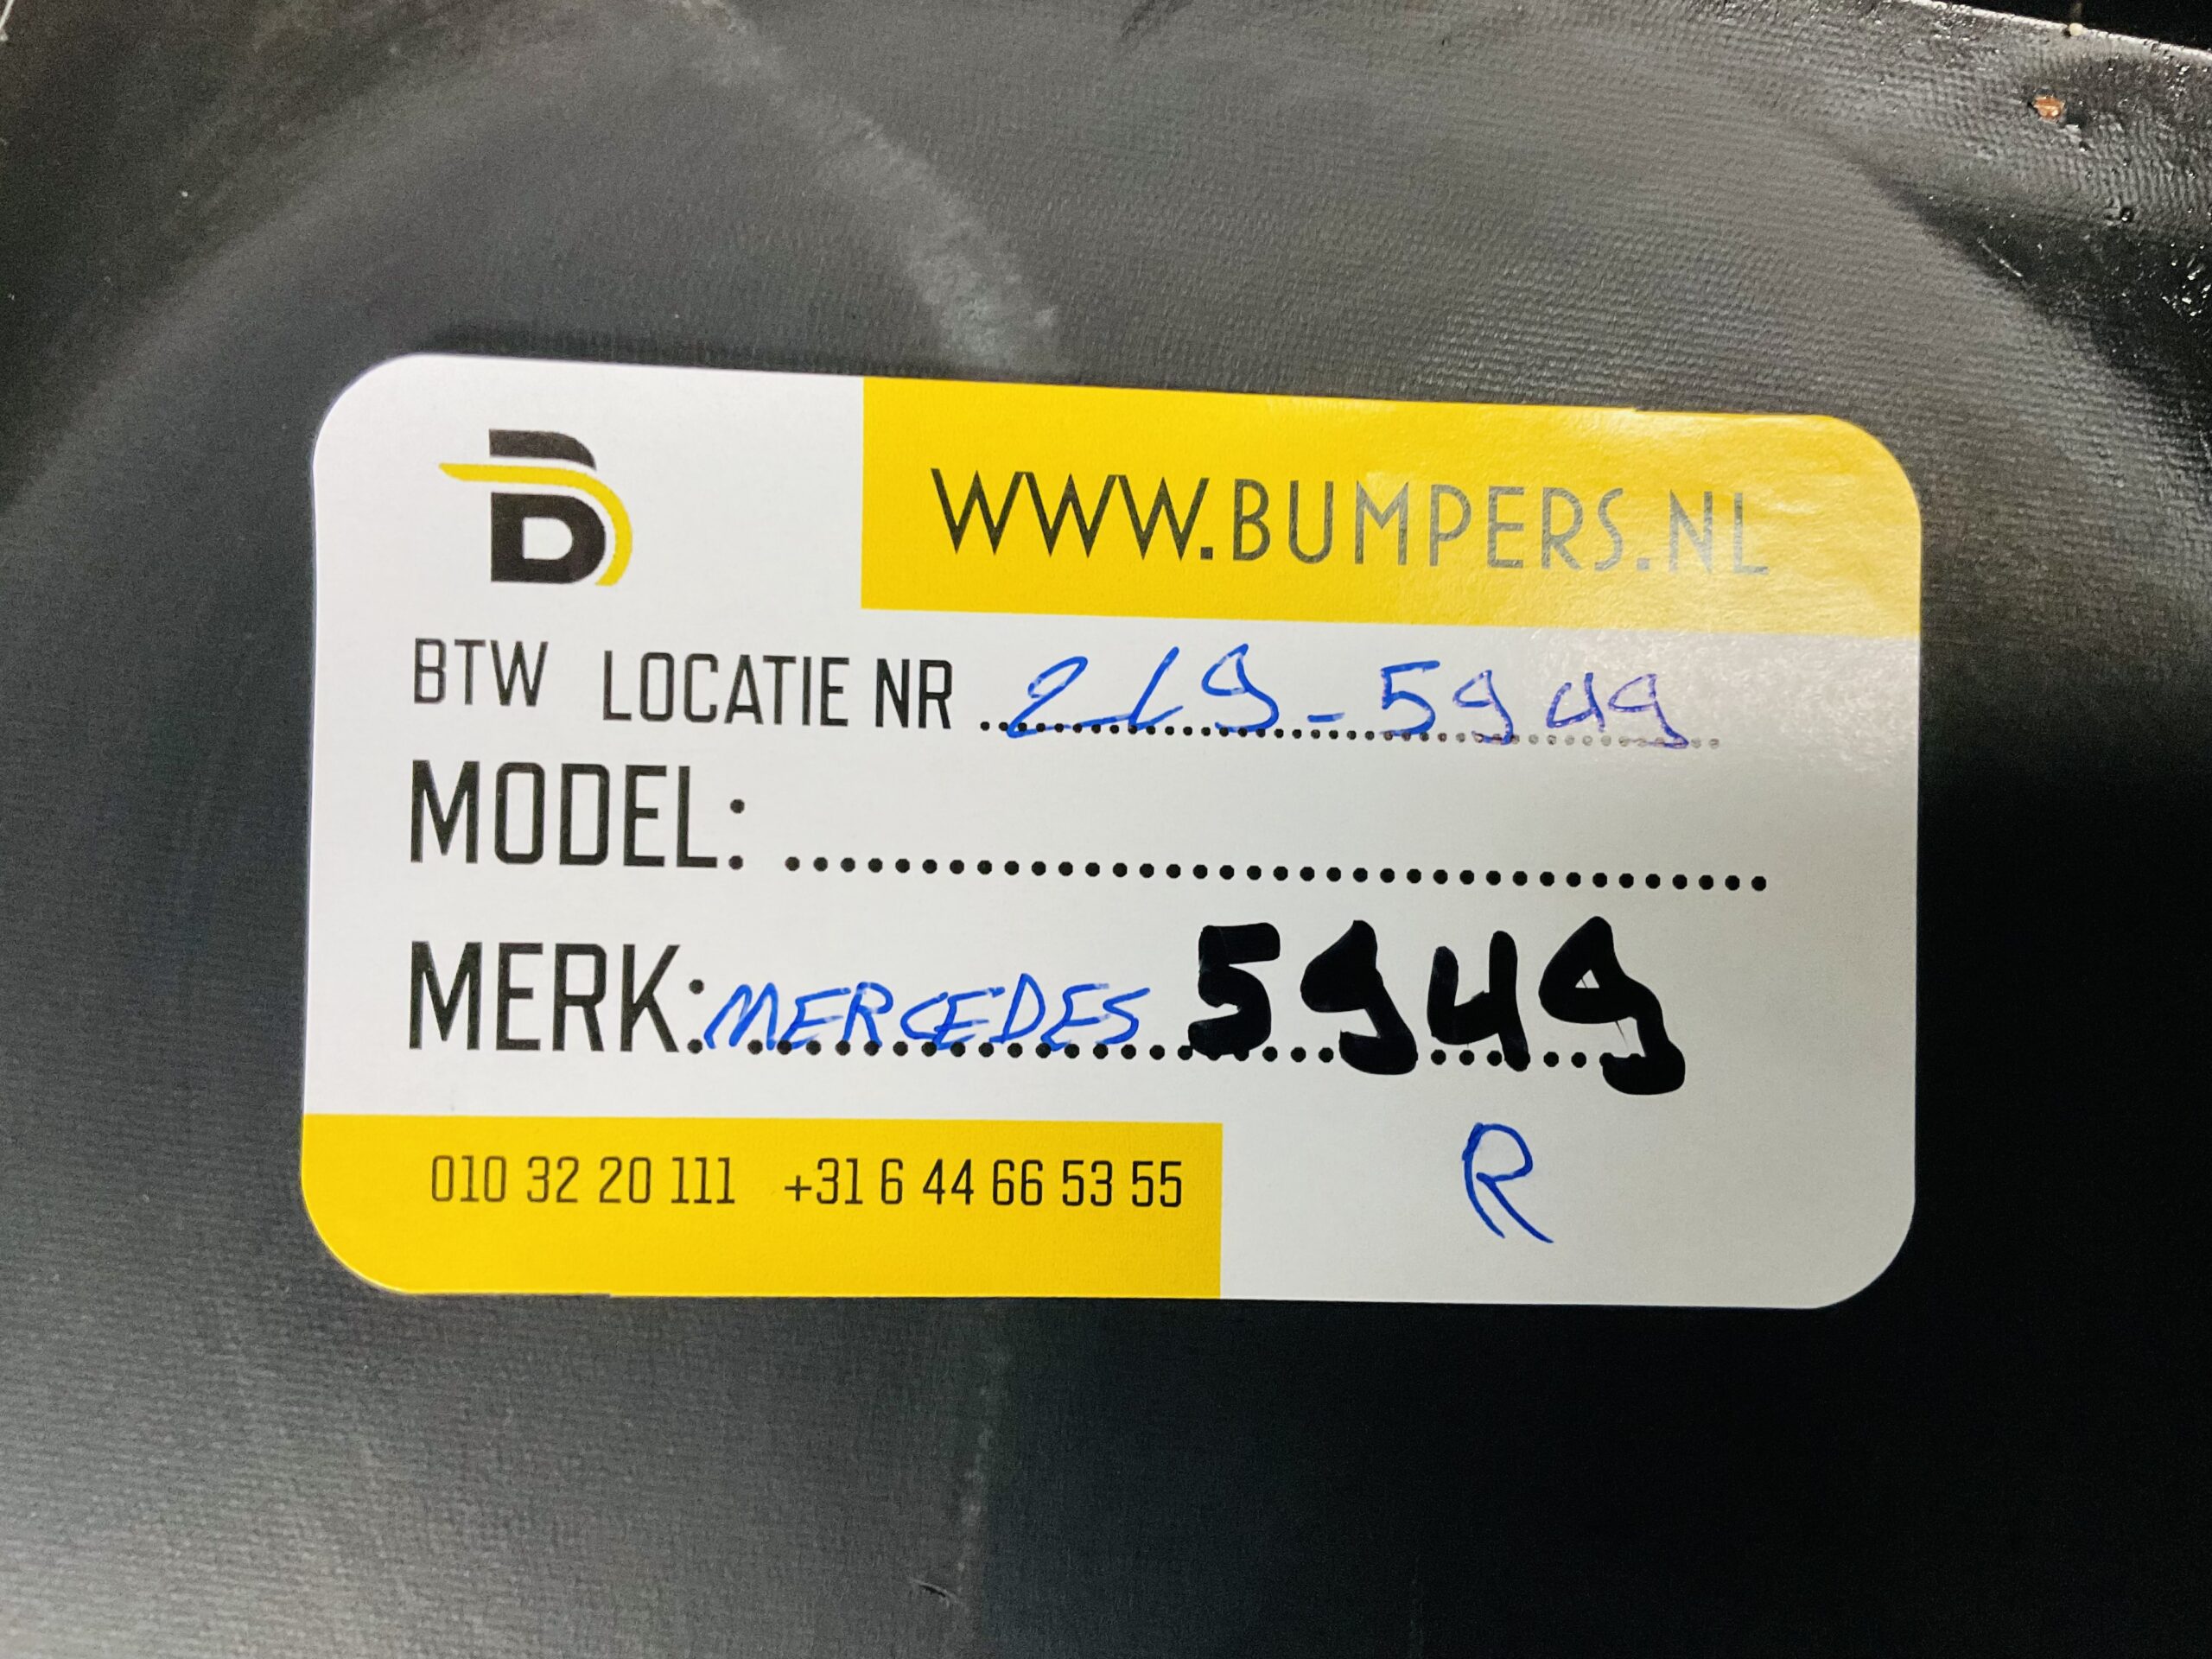 B
WWW.BUMPERS.NL
BTW LOCATIE NR 219-5949
MODEL:
MERK: MERCEDES 5949
010 32 20 111 +31 6 44 66 53 55
R